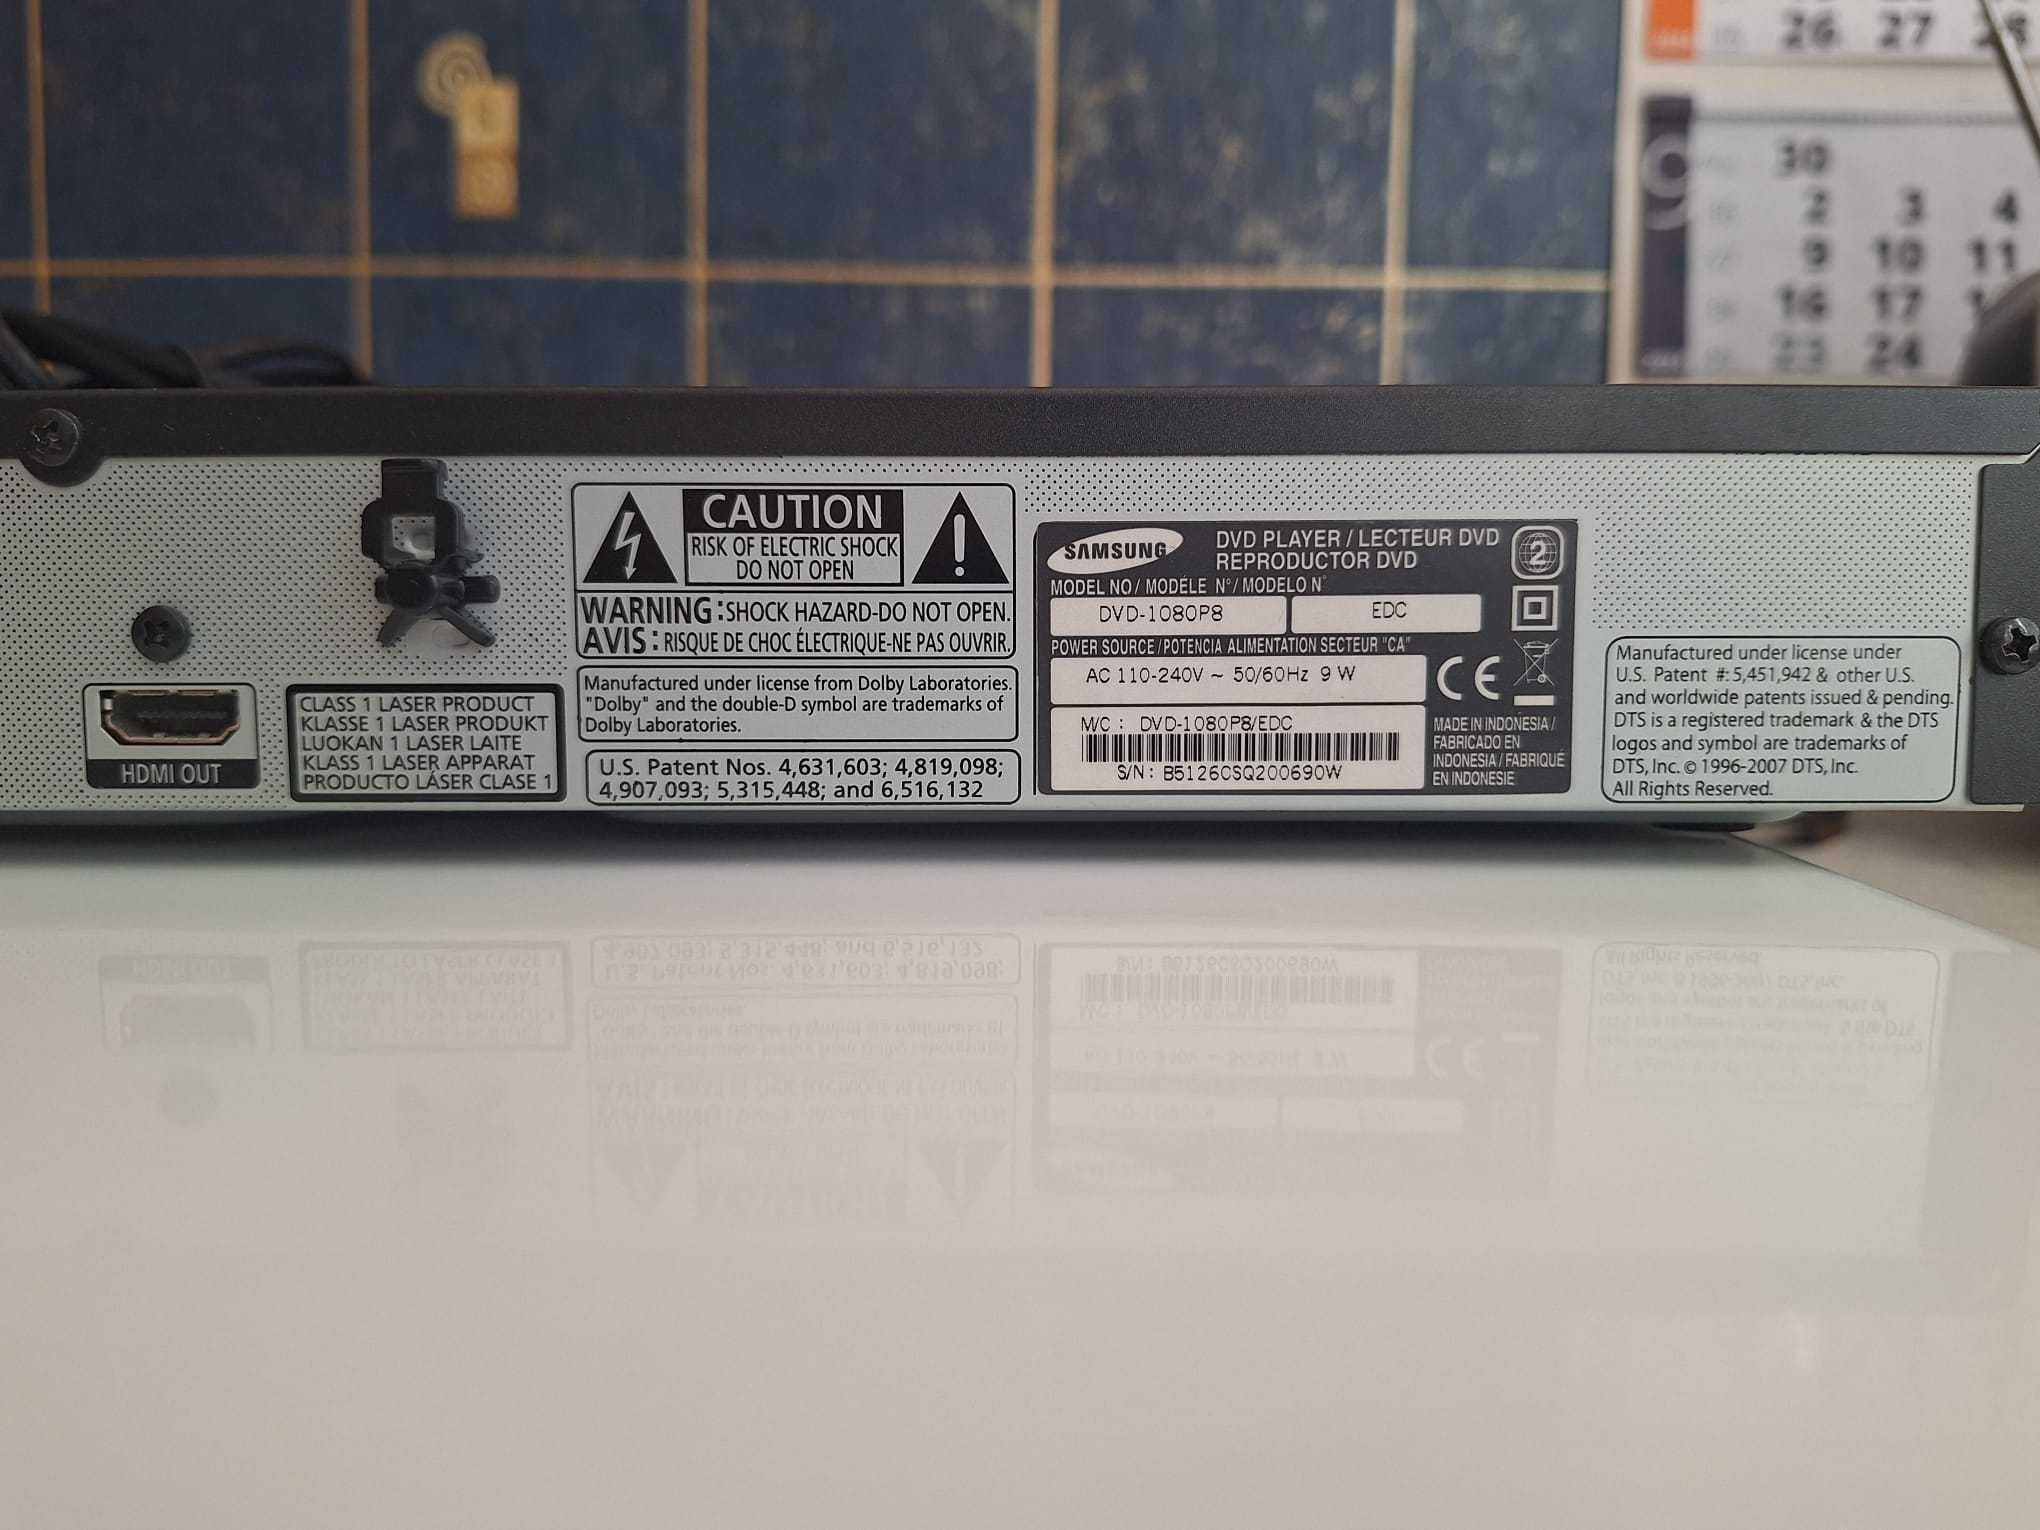 26 27 28
9
30
2 3 4
9 10 11
16 17
23 24
CAUTION
RISK OF ELECTRIC SHOCK
DO NOT OPEN
WARNING : SHOCK HAZARD-DO NOT OPEN.
AVIS : RISQUE DE CHOC ÉLECTRIQUE-NE PAS OUVRIR.
HDMI OUT
CLASS 1 LASER PRODUCT
KLASSE 1 LASER PRODUKT
LUOKAN 1 LASER LAITE
KLASS 1 LASER APPARAT
PRODUCTO LÁSER CLASE 1
Manufactured under license from Dolby Laboratories.
"Dolby" and the double-D symbol are trademarks of
Dolby Laboratories.
U.S. Patent Nos. 4,631,603; 4,819,098;
4,907,093; 5,315,448; and 6,516,132
SAMSUNG
DVD PLAYER / LECTEUR DVD
REPRODUCTOR DVD
2
MODEL NO / MODÉLE N° / MODELO N°
DVD-1080P8 EDC
POWER SOURCE / POTENCIA ALIMENTATION SECTEUR "CA"
AC 110-240V ~ 50/60Hz 9 W
CE
M/C : DVD-1080P8/EDC
S/N : B5126CSQ200690W
MADE IN INDONESIA /
FABRICADO EN
INDONESIA / FABRIQUÉ
EN INDONESIE
Manufactured under license under
U.S. Patent #: 5,451,942 & other U.S.
and worldwide patents issued & pending.
DTS is a registered trademark & the DTS
logos and symbol are trademarks of
DTS, Inc. © 1996-2007 DTS, Inc.
All Rights Reserved.